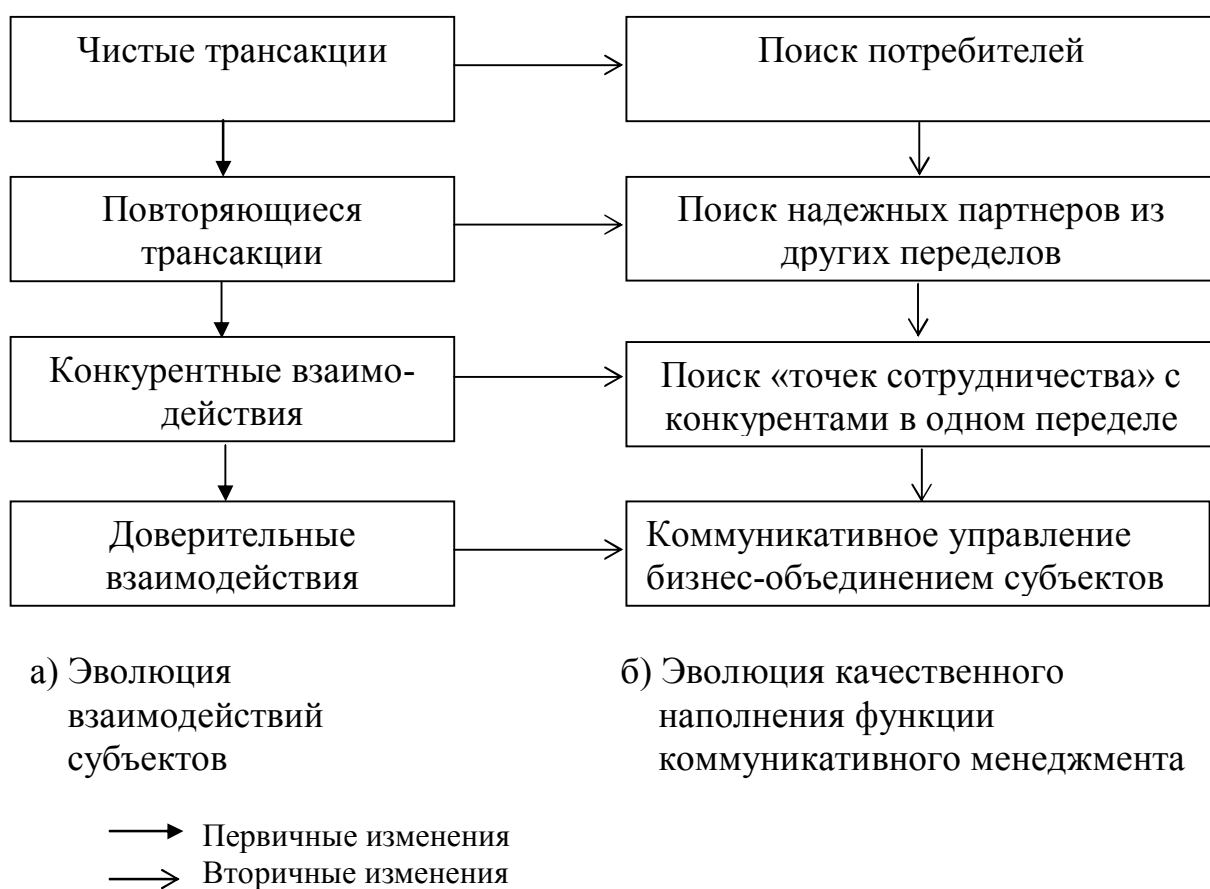 Чистые трансакции
Поиск потребителей
Повторяющиеся
трансакции
Поиск надежных партнеров из
других переделов
Конкурентные взаимо-
действия
Поиск «точек сотрудничества» с
конкурентами в одном переделе
Доверительные
взаимодействия
Коммуникативное управление
бизнес-объединением субъектов
а) Эволюция
взаимодействий
субъектов
б) Эволюция качественного
наполнения функции
коммуникативного менеджмента
Первичные изменения
Вторичные изменения